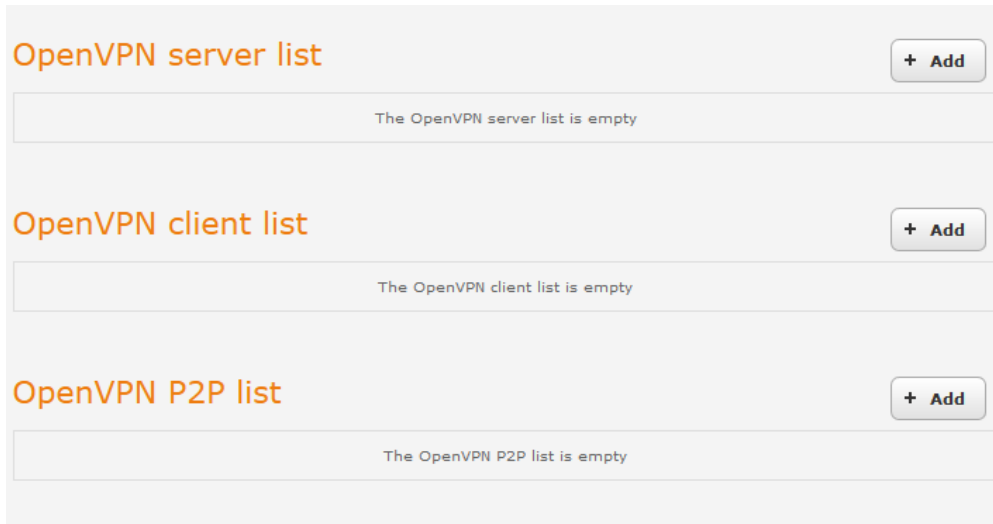 OpenVPN server list
+ Add
The OpenVPN server list is empty
OpenVPN client list
+ Add
The OpenVPN client list is empty
OpenVPN P2P list
+ Add
The OpenVPN P2P list is empty